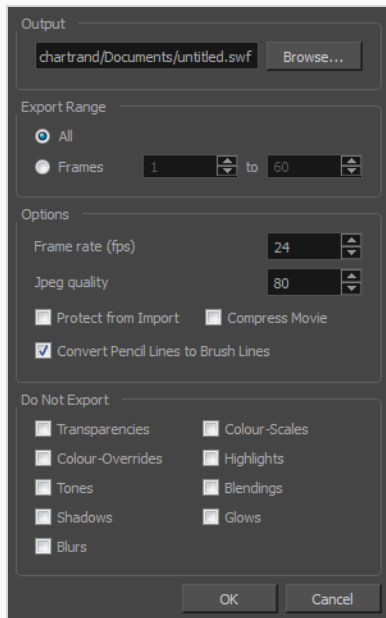 Output
chartrand/Documents/untitled.swf Browse...
Export Range
All
Frames 1 to 60
Options
Frame rate (fps) 24
Jpeg quality 80
Protect from Import Compress Movie
Convert Pencil Lines to Brush Lines
Do Not Export
Transparencies Colour-Scales
Colour-Overrides Highlights
Tones Blendings
Shadows Glows
Blurs
OK Cancel